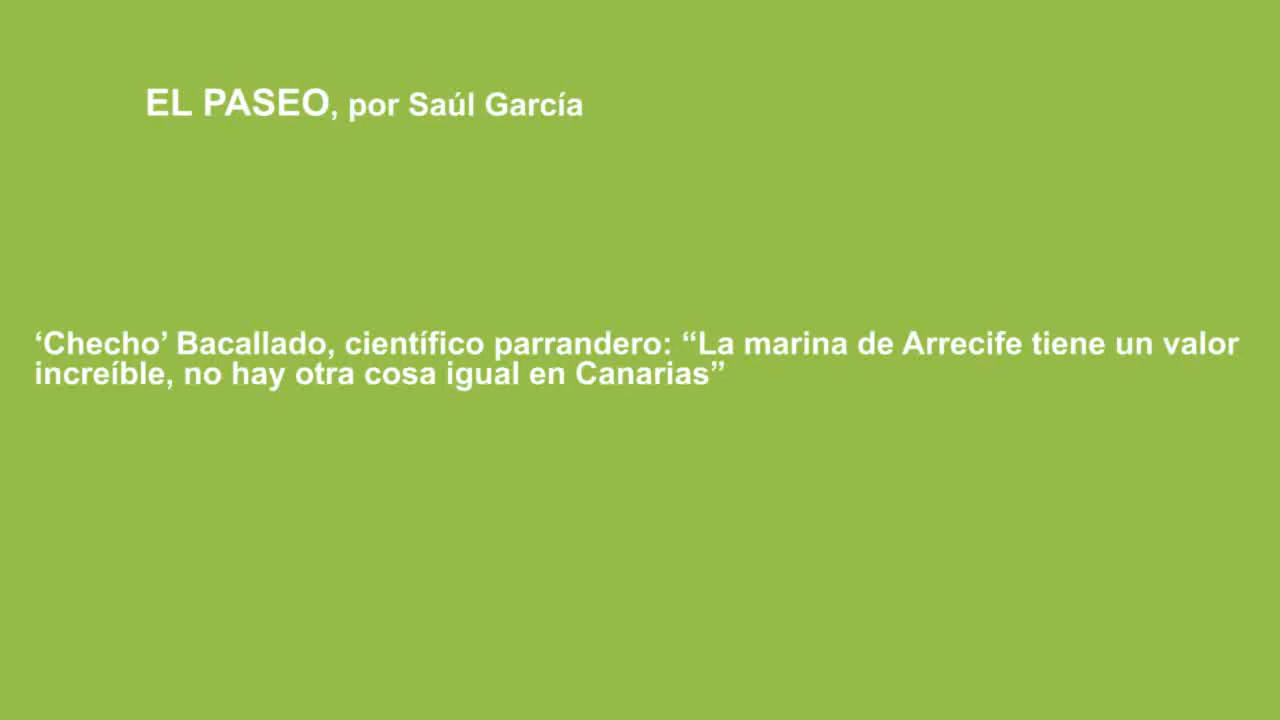 EL PASEO, por Saúl García
‘Checho’ Bacallado, científico parrandero: “La marina de Arrecife tiene un valor
increíble, no hay otra cosa igual en Canarias”